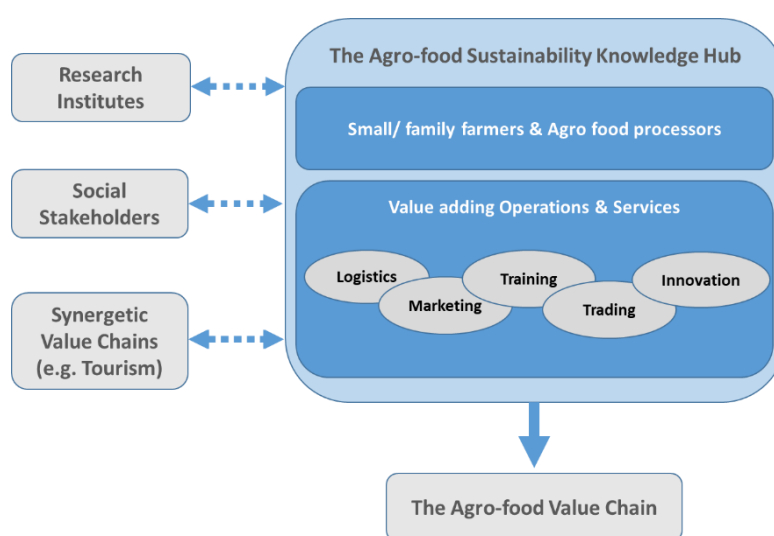 The Agro-food Sustainability Knowledge Hub
Research
Institutes
Small/ family farmers & Agro food processors
Social
Stakeholders
Value adding Operations & Services
Logistics
Marketing
Training
Trading
Innovation
Synergetic
Value Chains
(e.g. Tourism)
The Agro-food Value Chain